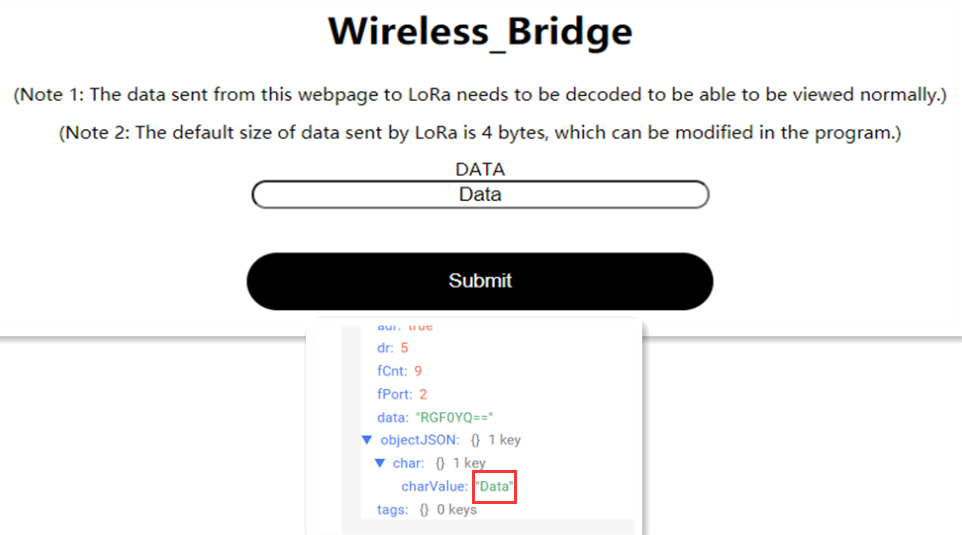 Wireless_Bridge
(Note 1: The data sent from this webpage to LoRa needs to be decoded to be able to be viewed normally.)
(Note 2: The default size of data sent by LoRa is 4 bytes, which can be modified in the program.)
DATA
Data
Submit
adr: true
dr: 5
fCnt: 9
fPort: 2
data: "RGF0YQ=="
▼ objectJSON: {} 1 key
▼ char: {} 1 key
charValue: "Data"
tags: {} 0 keys